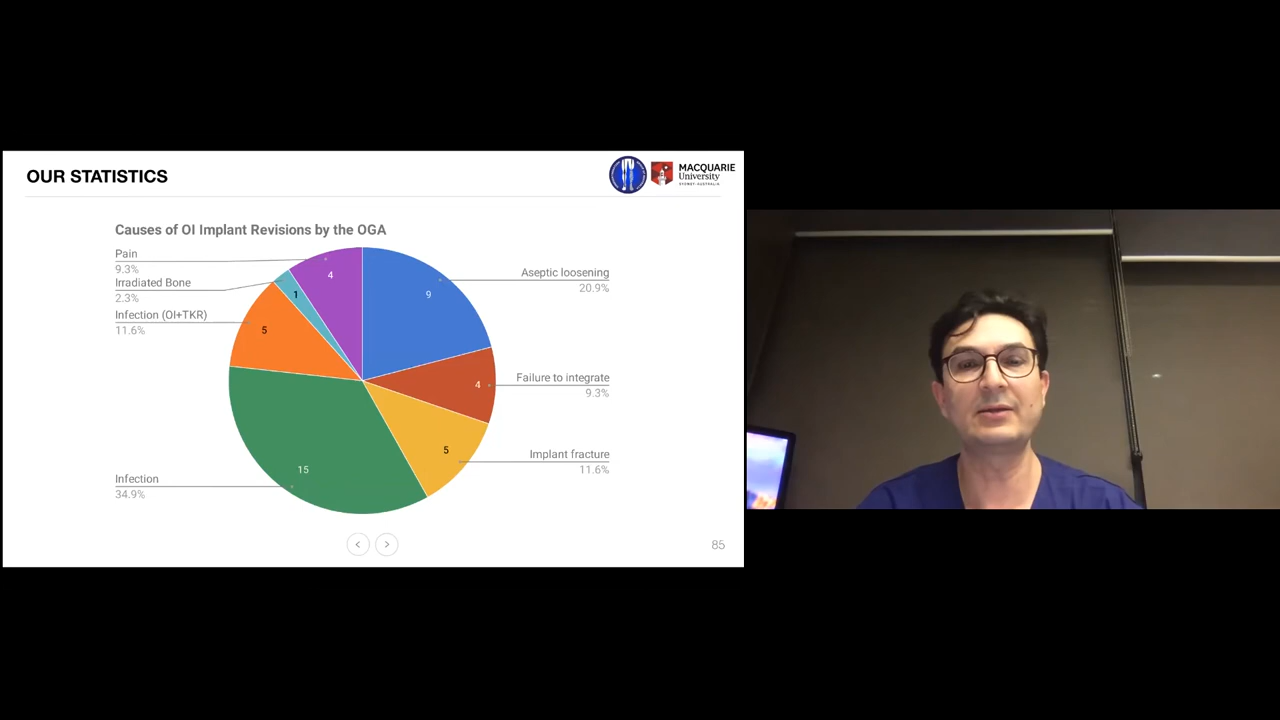 OUR STATISTICS
MACQUARIE
University
SYDNEY·AUSTRALIA
Causes of OI Implant Revisions by the OGA
Pain
9.3%
Irradiated Bone
2.3%
Infection (OI+TKR)
11.6%
Infection
34.9%
4
1
5
15
9
4
5
Aseptic loosening
20.9%
Failure to integrate
9.3%
Implant fracture
11.6%
85